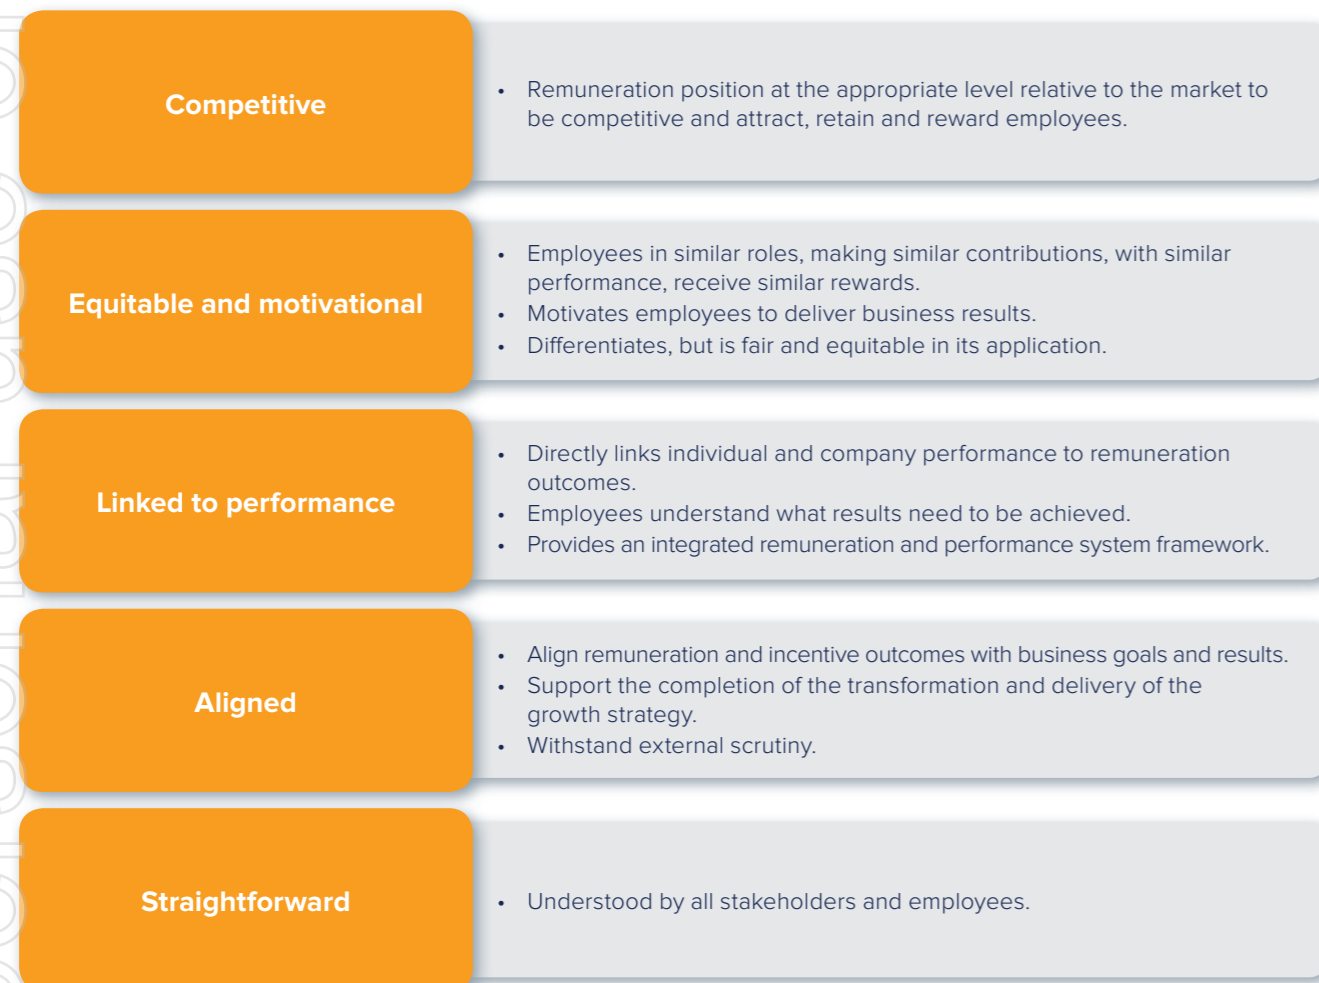 Competitive
• Remuneration position at the appropriate level relative to the market to
be competitive and attract, retain and reward employees.
Equitable and motivational
• Employees in similar roles, making similar contributions, with similar
performance, receive similar rewards.
• Motivates employees to deliver business results.
• Differentiates, but is fair and equitable in its application.
Linked to performance
• Directly links individual and company performance to remuneration
outcomes.
• Employees understand what results need to be achieved.
• Provides an integrated remuneration and performance system framework.
Aligned
• Align remuneration and incentive outcomes with business goals and results.
• Support the completion of the transformation and delivery of the
growth strategy.
• Withstand external scrutiny.
Straightforward
• Understood by all stakeholders and employees.